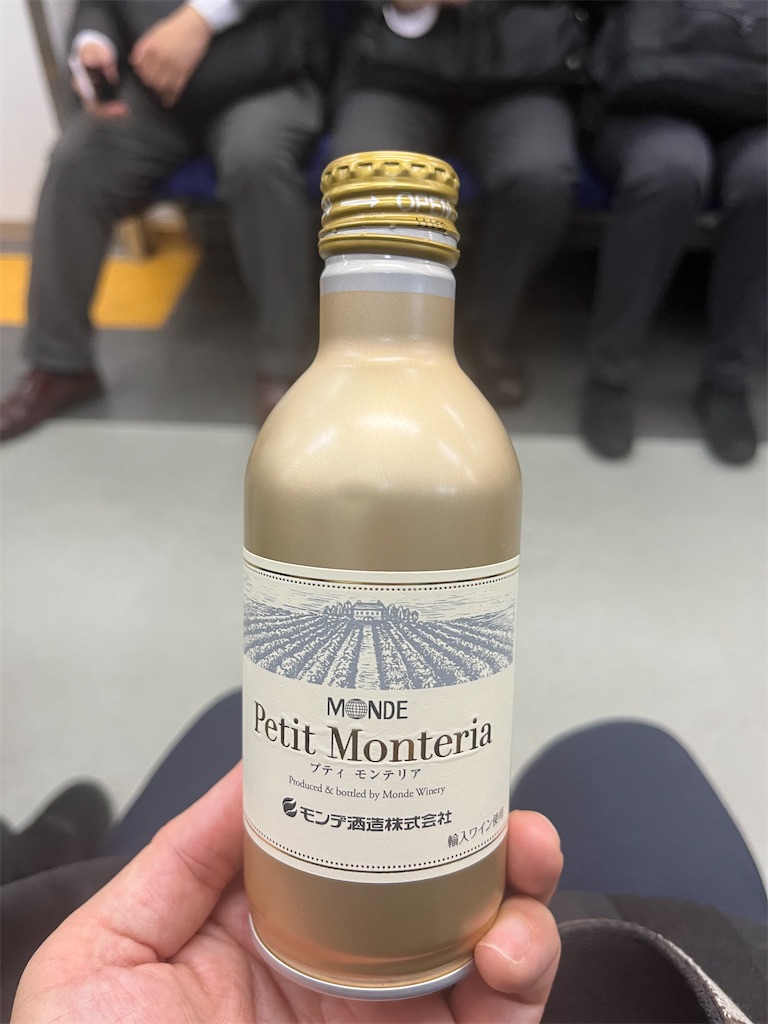 → OPEN
MONDE
Petit Monteria
プティ モンテリア
Produced & bottled by Monde Winery
モンデ酒造株式会社
輸入ワイン使用